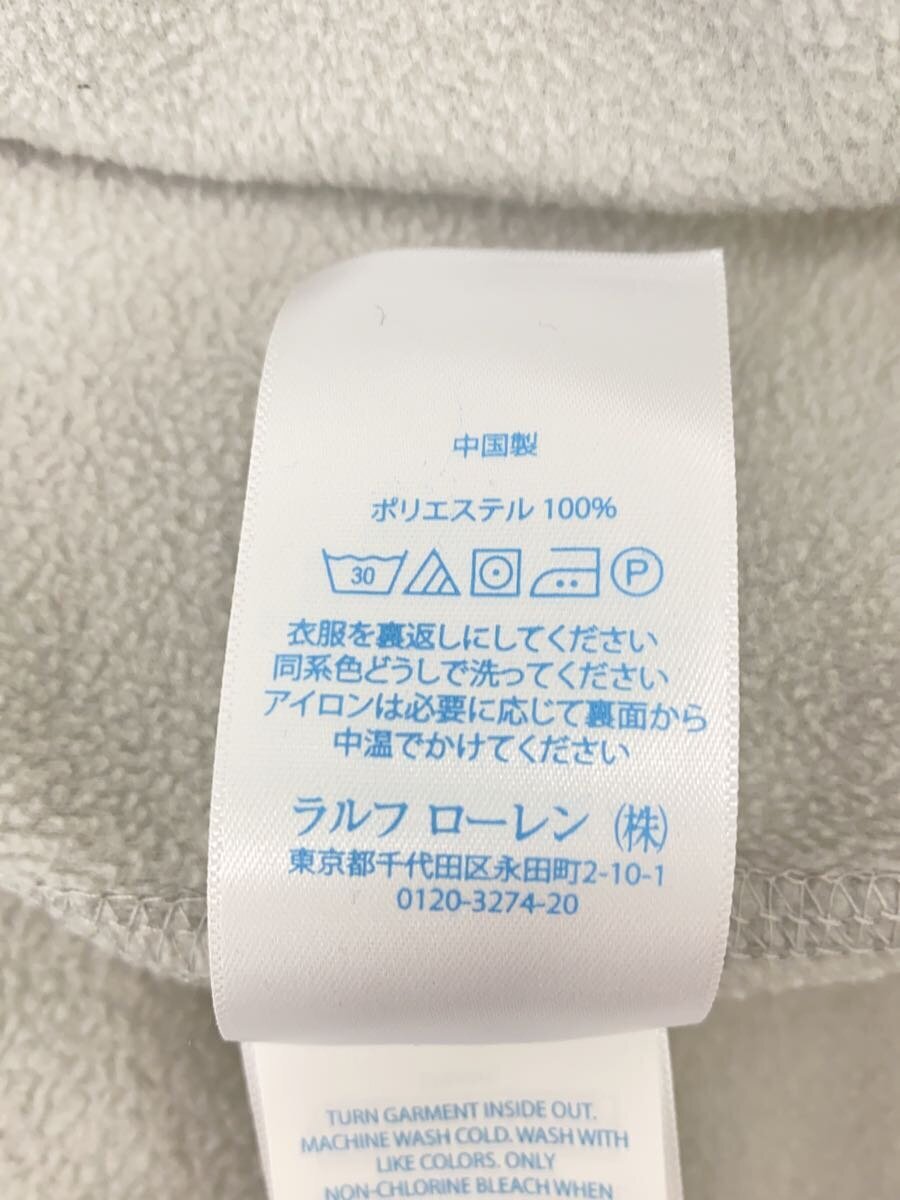 中国製
ポリエステル 100%
30 P
衣服を裏返しにしてください
同系色どうしで洗ってください
アイロンは必要に応じて裏面から
中温でかけてください
ラルフ ローレン (株)
東京都千代田区永田町2-10-1
0120-3274-20
TURN GARMENT INSIDE OUT.
MACHINE WASH COLD. WASH WITH
LIKE COLORS. ONLY
NON-CHLORINE BLEACH WHEN